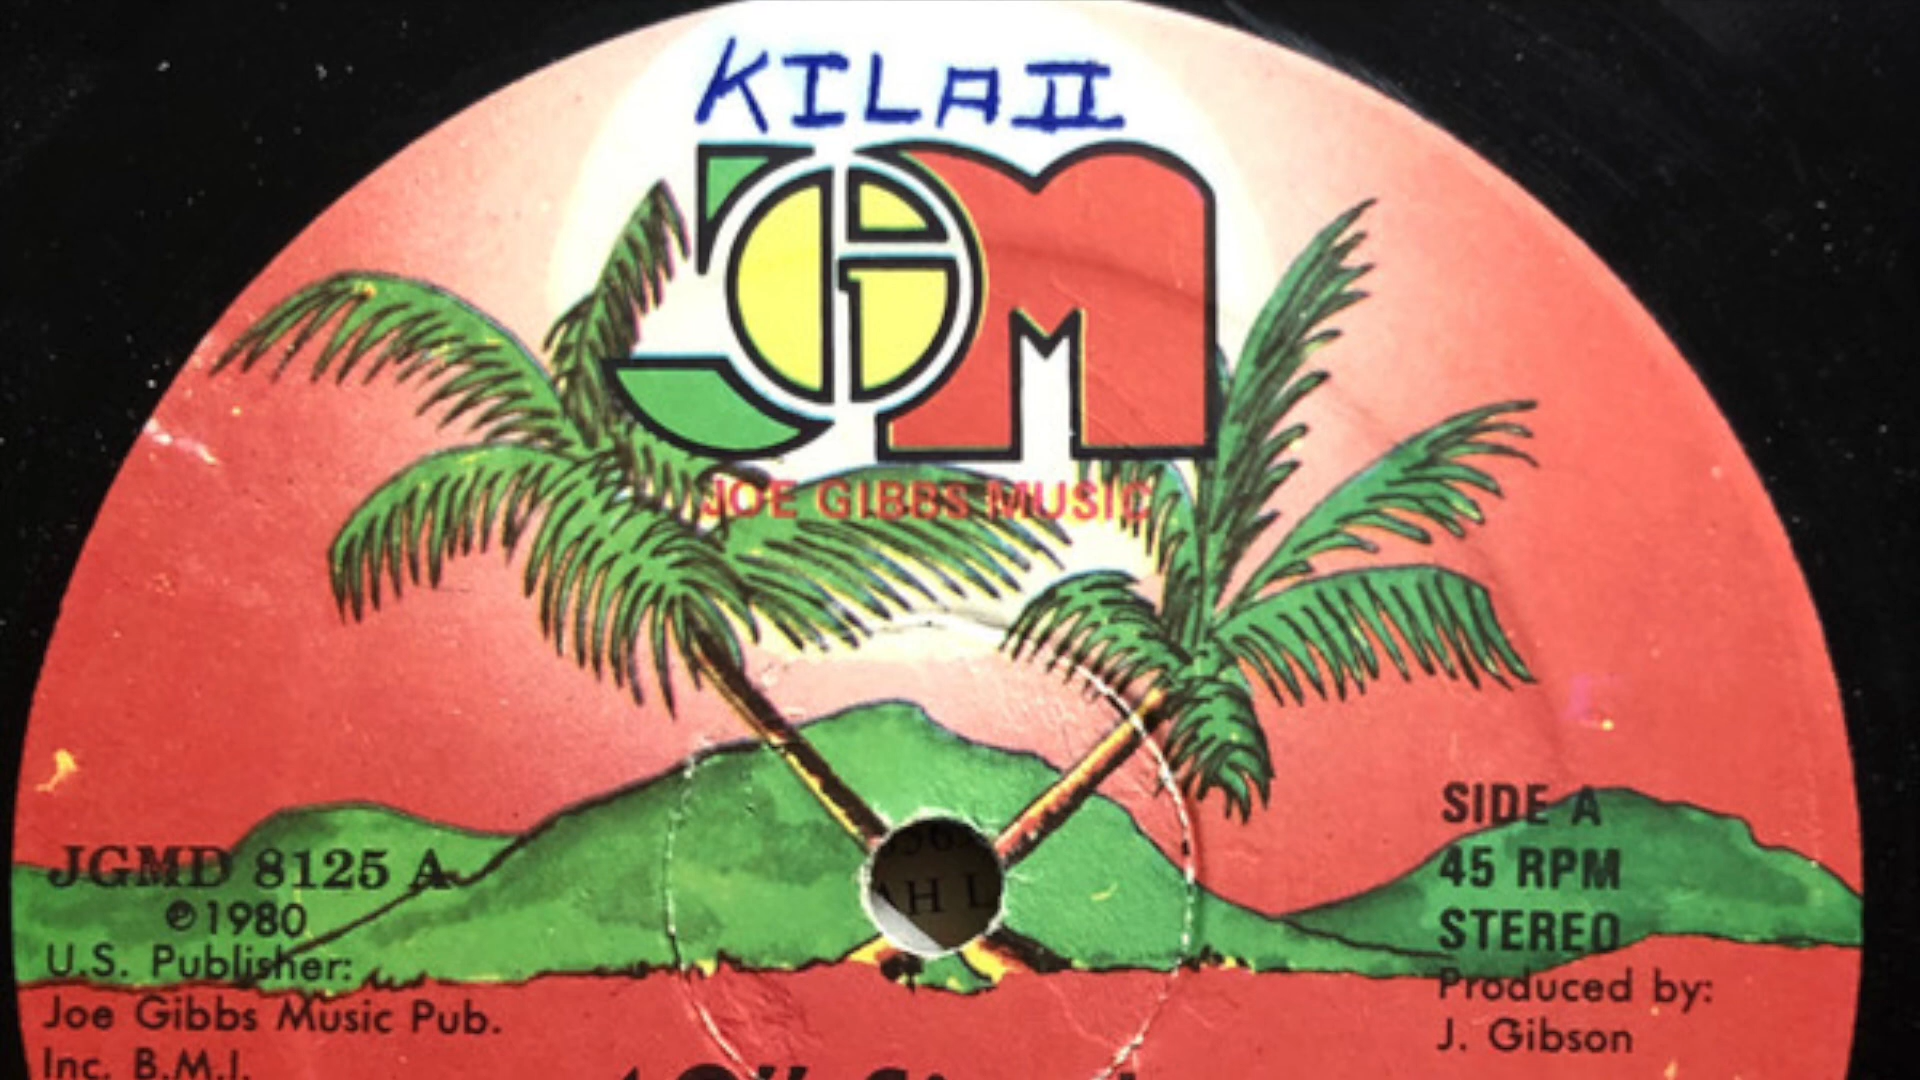 KILA II
JGM
JOE GIBBS MUSIC
JGMD 8125 A
℗ 1980
U.S. Publisher:
Joe Gibbs Music Pub.
Inc. B.M.I.
SIDE A
45 RPM
STEREO
Produced by:
J. Gibson